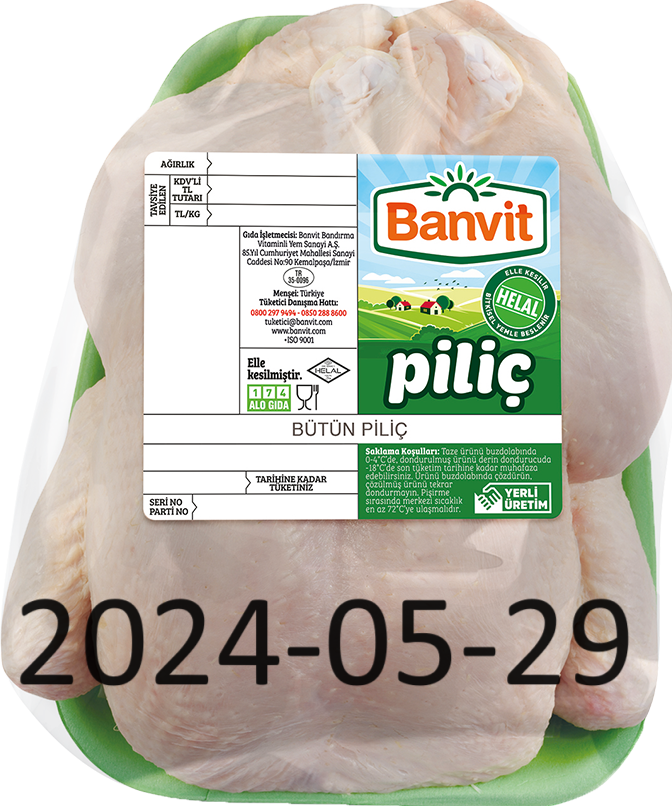 AĞIRLIK
TAVSİYE EDİLEN
KDV'Lİ
TL
TUTARI
TL/KG
Gıda İşletmecisi: Banvit Bandırma
Vitaminli Yem Sanayi A.Ş.
85.Yıl Cumhuriyet Mahallesi Sanayi
Caddesi No:90 Kemalpaşa/İzmir
TR
35-0096
Menşei: Türkiye
Tüketici Danışma Hattı:
0800 297 9494 - 0850 288 8600
tuketici@banvit.com
www.banvit.com
•ISO 9001
Elle
kesilmiştir.
HELAL
174
ALO GIDA
Banvit
ELLE KESİLİR
HELAL
BİTKİSEL YEMLE BESLENİR
piliç
BÜTÜN PİLİÇ
TARİHİNE KADAR
TÜKETİNİZ
SERİ NO
PARTİ NO
Saklama Koşulları: Taze ürünü buzdolabında
0-4°C'de, dondurulmuş ürünü derin dondurucuda
-18°C'de son tüketim tarihine kadar muhafaza
edebilirsiniz. Ürünü buzdolabında çözdürün,
çözülmüş ürünü tekrar
dondurmayın. Pişirme
sırasında merkezi sıcaklık
en az 72°C'ye ulaşmalıdır.
YERLİ
ÜRETİM
2024-05-29